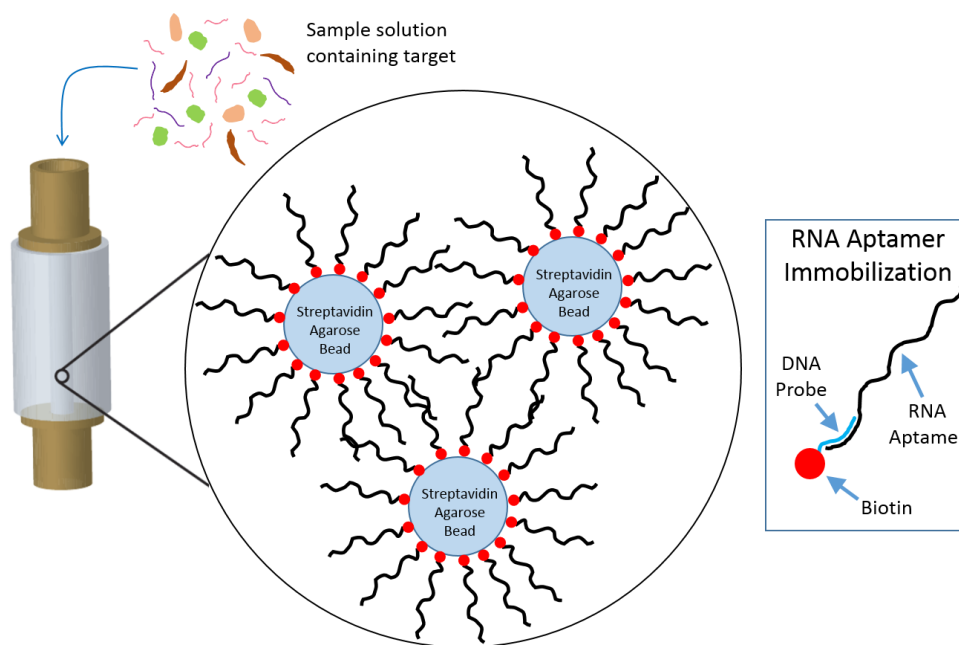 Sample solution
containing target
Streptavidin
Agarose
Bead
Streptavidin
Agarose
Bead
Streptavidin
Agarose
Bead
RNA Aptamer
Immobilization
DNA
Probe
RNA
Aptamer
Biotin